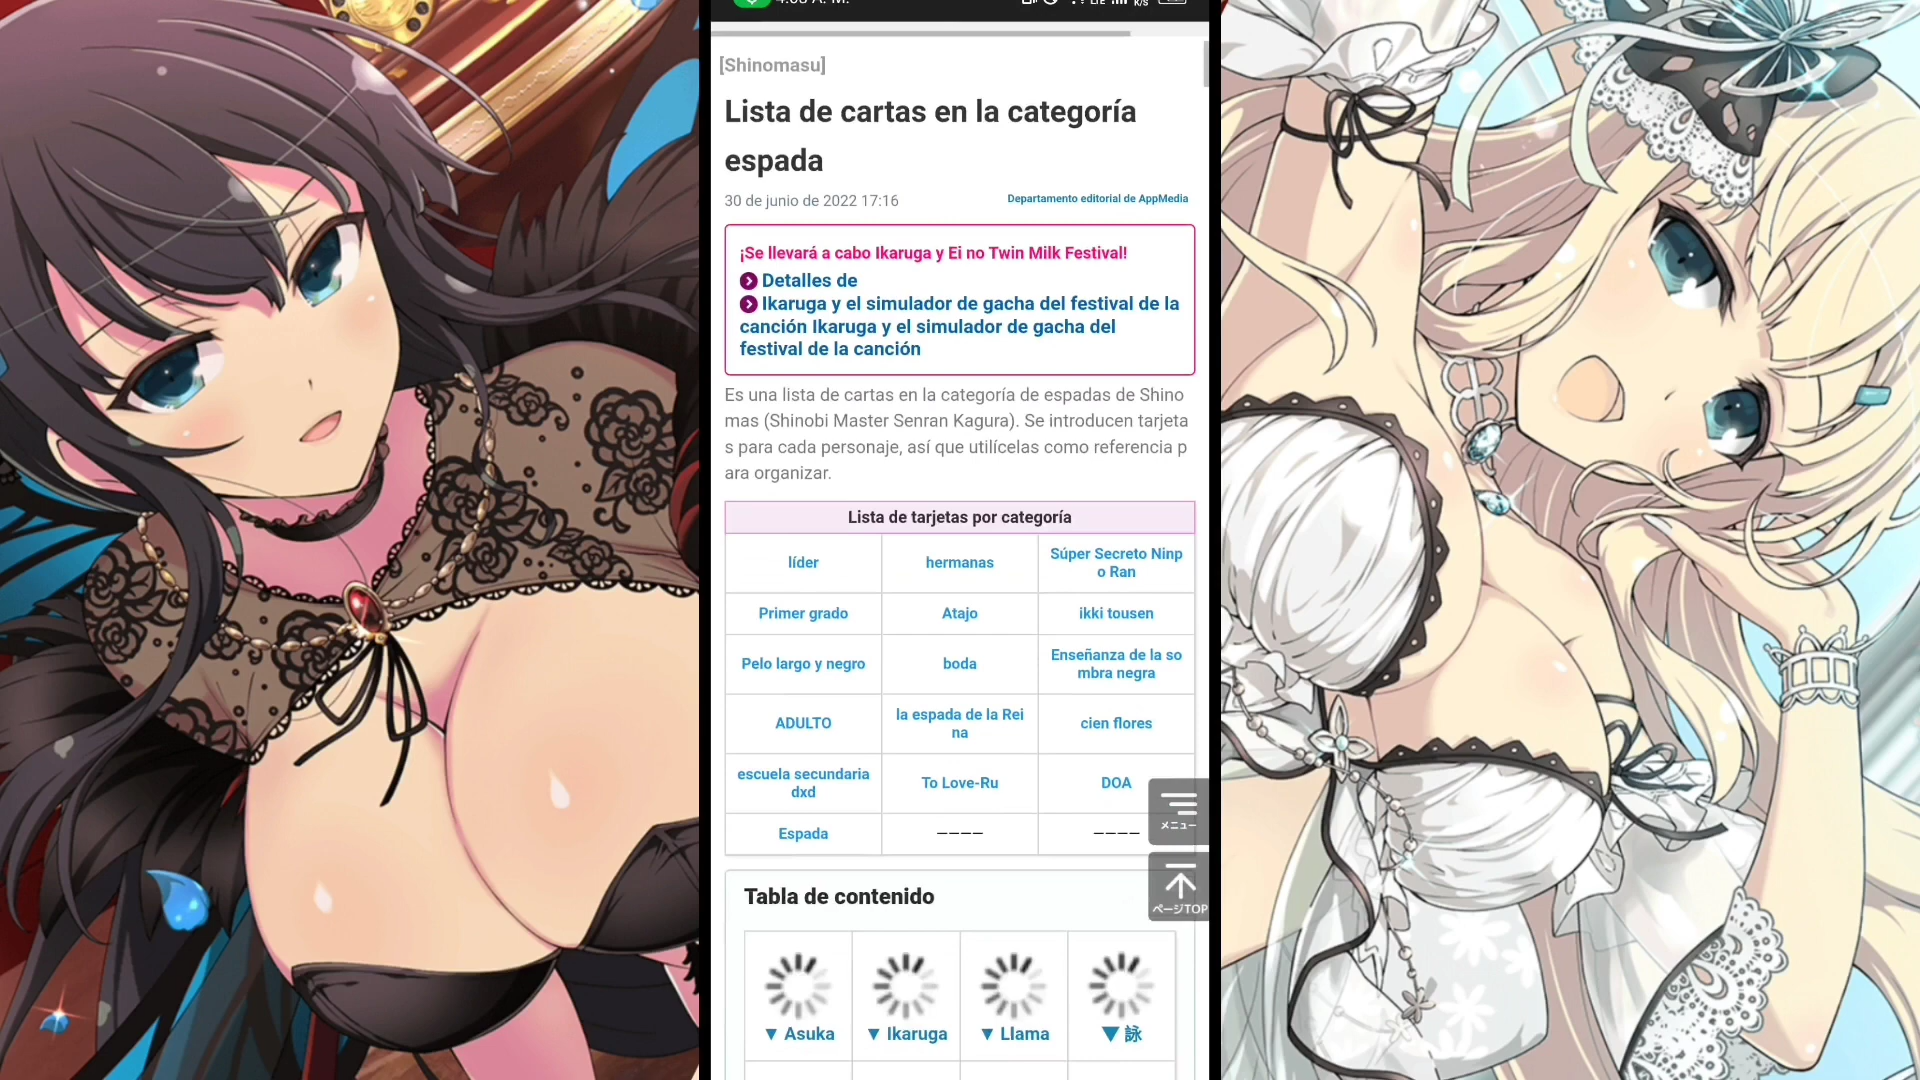 [Shinomasu]
Lista de cartas en la categoría
espada
30 de junio de 2022 17:16
Departamento editorial de AppMedia
¡Se llevará a cabo Ikaruga y Ei no Twin Milk Festival!
Detalles de
Ikaruga y el simulador de gacha del festival de la
canción Ikaruga y el simulador de gacha del
festival de la canción
Es una lista de cartas en la categoría de espadas de Shino
mas (Shinobi Master Senran Kagura). Se introducen tarjeta
s para cada personaje, así que utilícelas como referencia p
ara organizar.
Lista de tarjetas por categoría
líder
hermanas
Súper Secreto Ninp
o Ran
Primer grado
Atajo
ikki tousen
Pelo largo y negro
boda
Enseñanza de la so
mbra negra
ADULTO
la espada de la Rei
na
cien flores
escuela secundaria
dxd
To Love-Ru
DOA
Espada
————
————
メニュー
ページTOP
Tabla de contenido
▼ Asuka
▼ Ikaruga
▼ Llama
▼ 詠